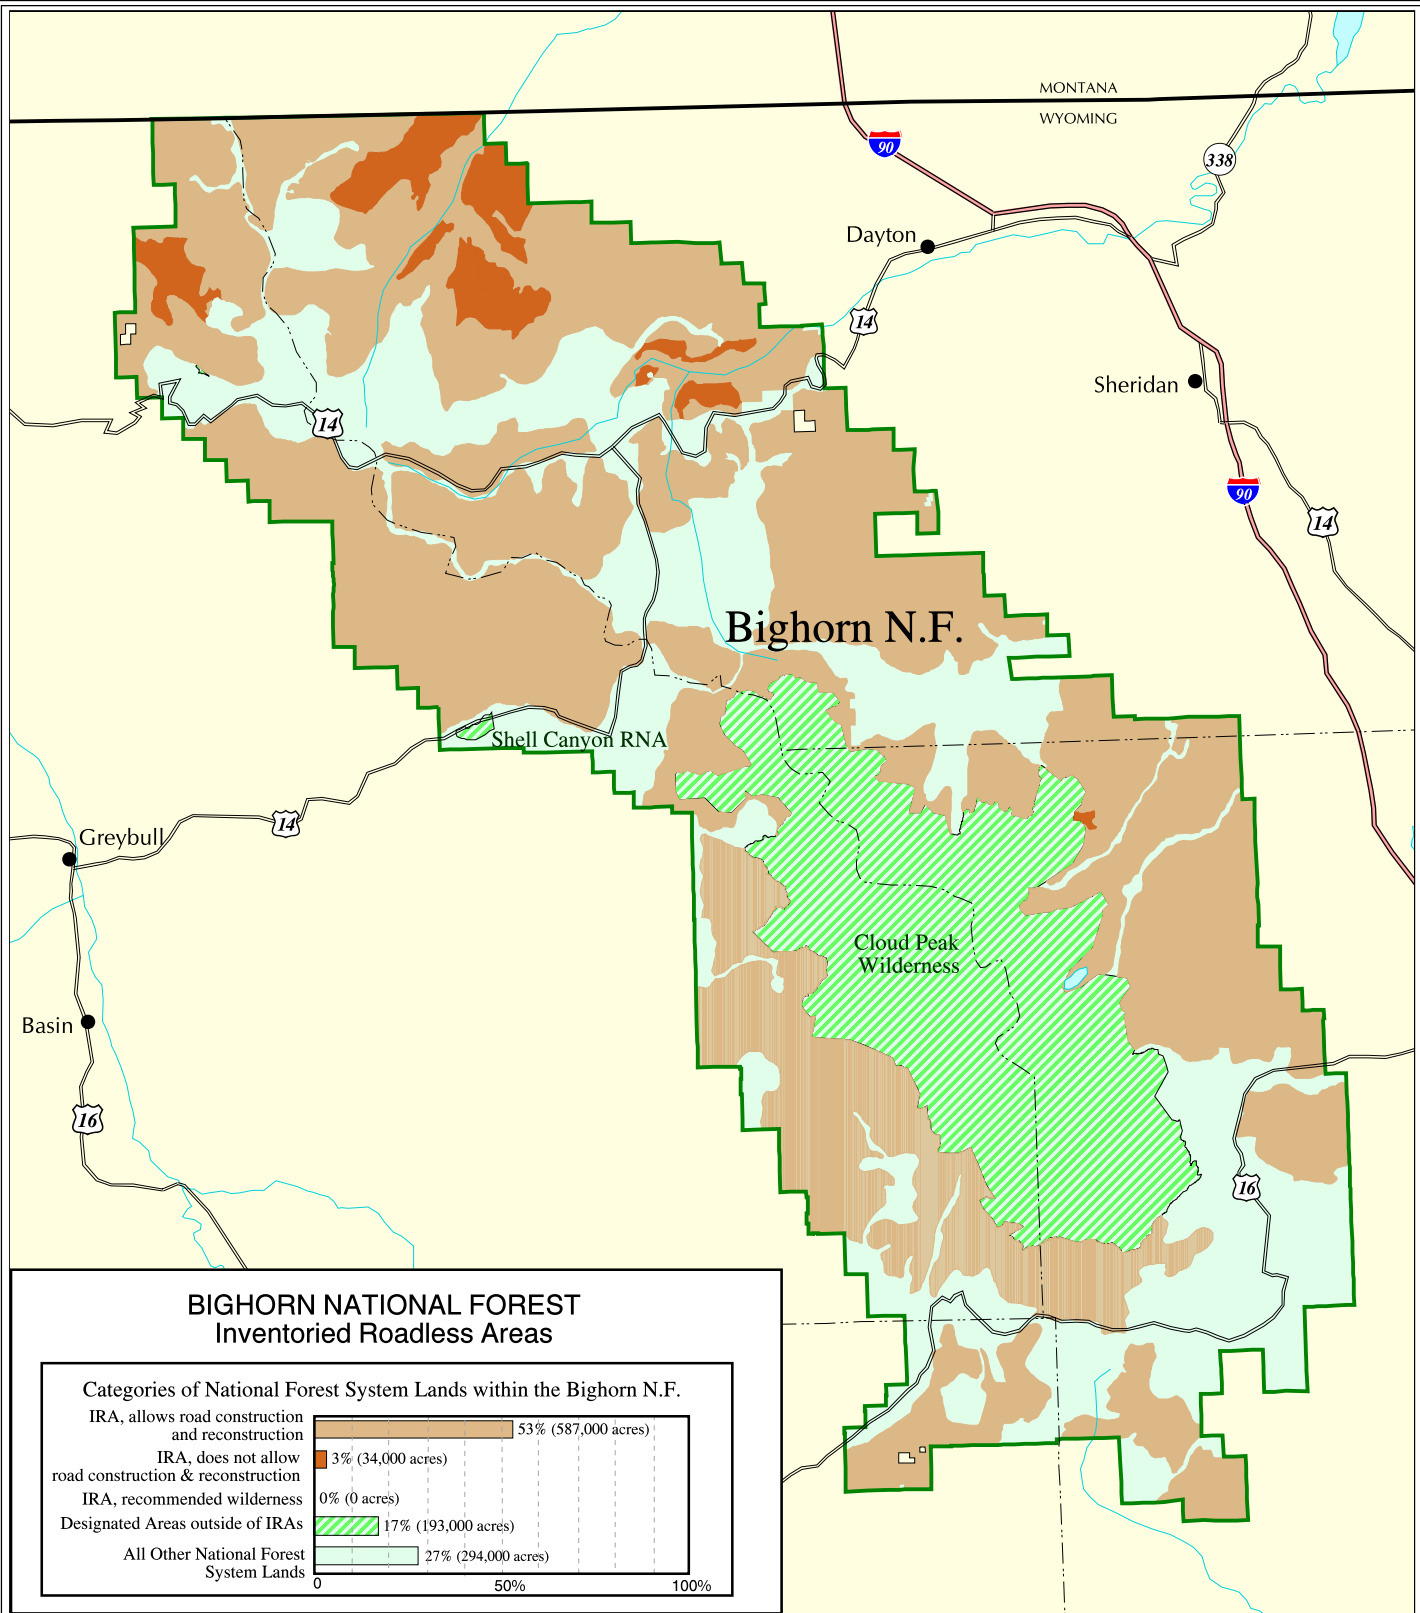 MONTANA
WYOMING
90
338
Dayton
14
Sheridan
14
90
14
Bighorn N.F.
Shell Canyon RNA
14
Greybull
Cloud Peak
Wilderness
Basin
16
16
BIGHORN NATIONAL FOREST
Inventoried Roadless Areas
Categories of National Forest System Lands within the Bighorn N.F.
IRA, allows road construction
and reconstruction
53% (587,000 acres)
IRA, does not allow
road construction & reconstruction
3% (34,000 acres)
IRA, recommended wilderness
0% (0 acres)
Designated Areas outside of IRAs
17% (193,000 acres)
All Other National Forest
System Lands
27% (294,000 acres)
0
50%
100%